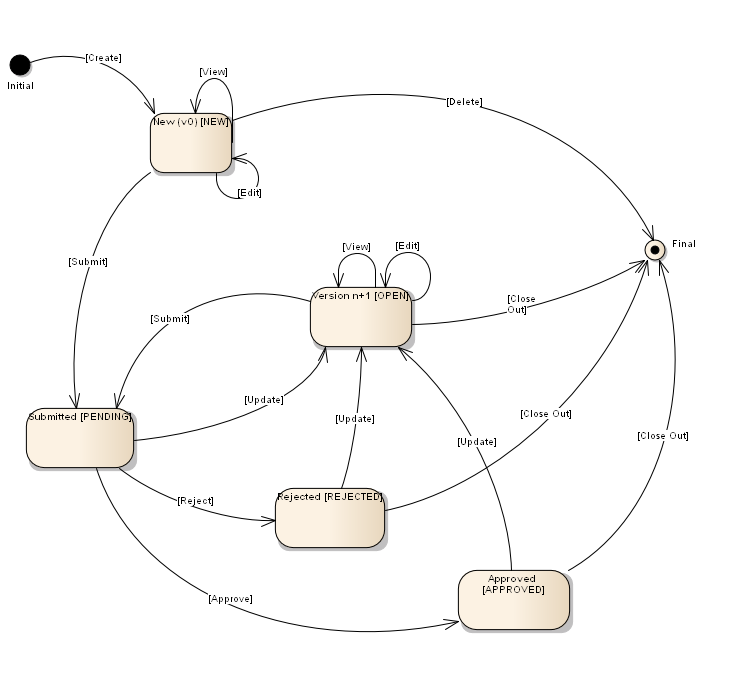 [Create]
[View]
Initial
[Delete]
New (v0) [NEW]
[Edit]
Final
[View]
[Edit]
[Submit]
Version n+1 [OPEN]
[Close
Out]
[Submit]
[Update]
Submitted [PENDING]
[Update]
[Close Out]
[Close Out]
[Update]
[Reject]
Rejected [REJECTED]
Approved
[APPROVED]
[Approve]